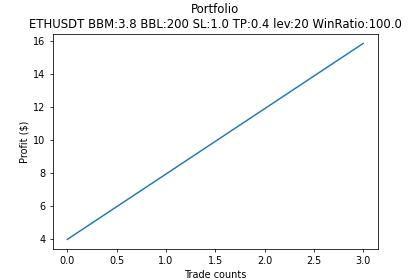 Portfolio
ETHUSDT BBM:3.8 BBL:200 SL:1.0 TP:0.4 lev:20 WinRatio:100.0
16
14
12
10
8
6
4
Profit ($)
0.0 0.5 1.0 1.5 2.0 2.5 3.0
Trade counts